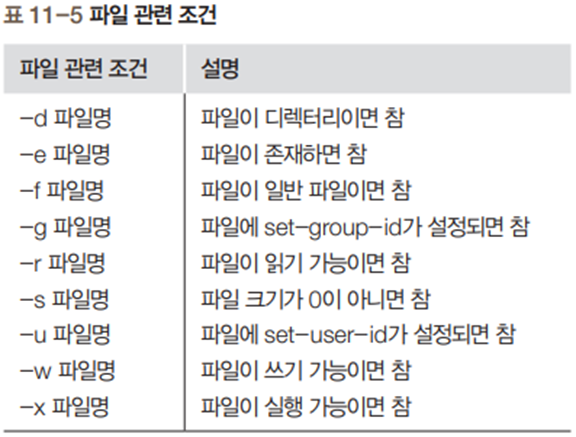 표 11-5 파일 관련 조건
파일 관련 조건 설명
-d 파일명 파일이 디렉터리이면 참
-e 파일명 파일이 존재하면 참
-f 파일명 파일이 일반 파일이면 참
-g 파일명 파일에 set-group-id가 설정되면 참
-r 파일명 파일이 읽기 가능이면 참
-s 파일명 파일 크기가 0이 아니면 참
-u 파일명 파일에 set-user-id가 설정되면 참
-w 파일명 파일이 쓰기 가능이면 참
-x 파일명 파일이 실행 가능이면 참